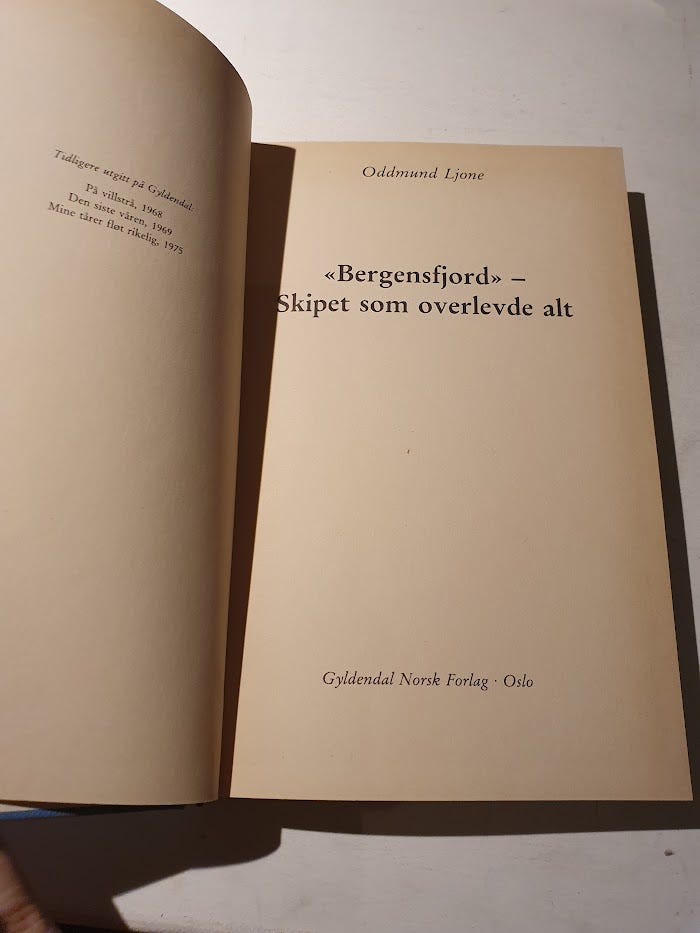 Tidligere utgitt på Gyldendal:
På villstrå, 1968
Den siste våren, 1969
Mine tårer fløt rikelig, 1975
Oddmund Ljone
«Bergensfjord» –
Skipet som overlevde alt
Gyldendal Norsk Forlag · Oslo